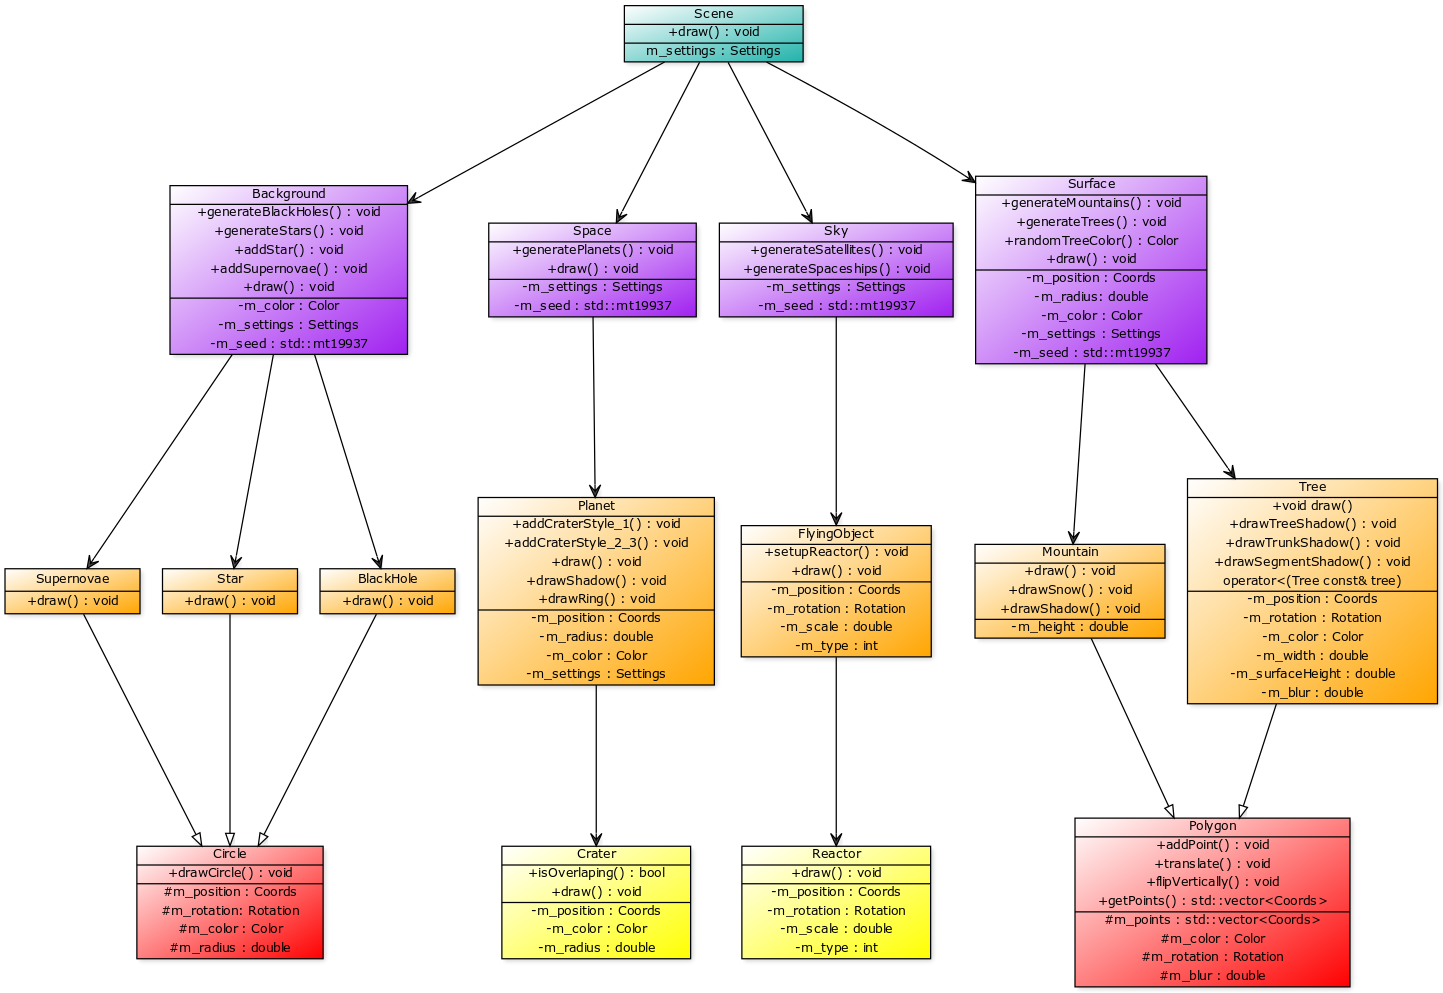 Scene
+draw() : void
m_settings : Settings
Background
+generateBlackHoles() : void
+generateStars() : void
+addStar() : void
+addSupernovae() : void
+draw() : void
-m_color : Color
-m_settings : Settings
-m_seed : std::mt19937
Space
+generatePlanets() : void
+draw() : void
-m_settings : Settings
-m_seed : std::mt19937
Sky
+generateSatellites() : void
+generateSpaceships() : void
-m_settings : Settings
-m_seed : std::mt19937
Surface
+generateMountains() : void
+generateTrees() : void
+randomTreeColor() : Color
+draw() : void
-m_position : Coords
-m_radius: double
-m_color : Color
-m_settings : Settings
-m_seed : std::mt19937
Supernovae
+draw() : void
Star
+draw() : void
BlackHole
+draw() : void
Planet
+addCraterStyle_1() : void
+addCraterStyle_2_3() : void
+draw() : void
+drawShadow() : void
+drawRing() : void
-m_position : Coords
-m_radius: double
-m_color : Color
-m_settings : Settings
FlyingObject
+setupReactor() : void
+draw() : void
-m_position : Coords
-m_rotation : Rotation
-m_scale : double
-m_type : int
Mountain
+draw() : void
+drawSnow() : void
+drawShadow() : void
-m_height : double
Tree
+void draw()
+drawTreeShadow() : void
+drawTrunkShadow() : void
+drawSegmentShadow() : void
operator<(Tree const& tree)
-m_position : Coords
-m_rotation : Rotation
-m_color : Color
-m_width : double
-m_surfaceHeight : double
-m_blur : double
Circle
+drawCircle() : void
#m_position : Coords
#m_rotation: Rotation
#m_color : Color
#m_radius : double
Crater
+isOverlaping() : bool
+draw() : void
-m_position : Coords
-m_color : Color
-m_radius : double
Reactor
+draw() : void
-m_position : Coords
-m_rotation : Rotation
-m_scale : double
-m_type : int
Polygon
+addPoint() : void
+translate() : void
+flipVertically() : void
+getPoints() : std::vector<Coords>
#m_points : std::vector<Coords>
#m_color : Color
#m_rotation : Rotation
#m_blur : double